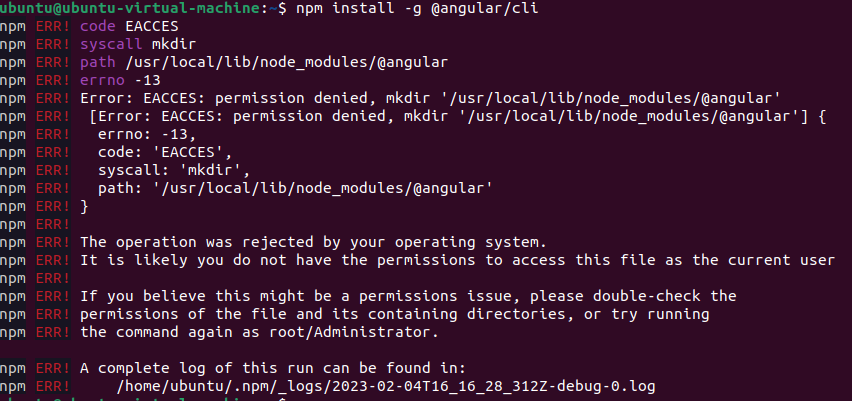 ubuntu@ubuntu-virtual-machine:~$ npm install -g @angular/cli
npm ERR! code EACCES
npm ERR! syscall mkdir
npm ERR! path /usr/local/lib/node_modules/@angular
npm ERR! errno -13
npm ERR! Error: EACCES: permission denied, mkdir '/usr/local/lib/node_modules/@angular'
npm ERR!  [Error: EACCES: permission denied, mkdir '/usr/local/lib/node_modules/@angular'] {
npm ERR!   errno: -13,
npm ERR!   code: 'EACCES',
npm ERR!   syscall: 'mkdir',
npm ERR!   path: '/usr/local/lib/node_modules/@angular'
npm ERR! }
npm ERR!
npm ERR! The operation was rejected by your operating system.
npm ERR! It is likely you do not have the permissions to access this file as the current user
npm ERR!
npm ERR! If you believe this might be a permissions issue, please double-check the
npm ERR! permissions of the file and its containing directories, or try running
npm ERR! the command again as root/Administrator.

npm ERR! A complete log of this run can be found in:
npm ERR!     /home/ubuntu/.npm/_logs/2023-02-04T16_16_28_312Z-debug-0.log